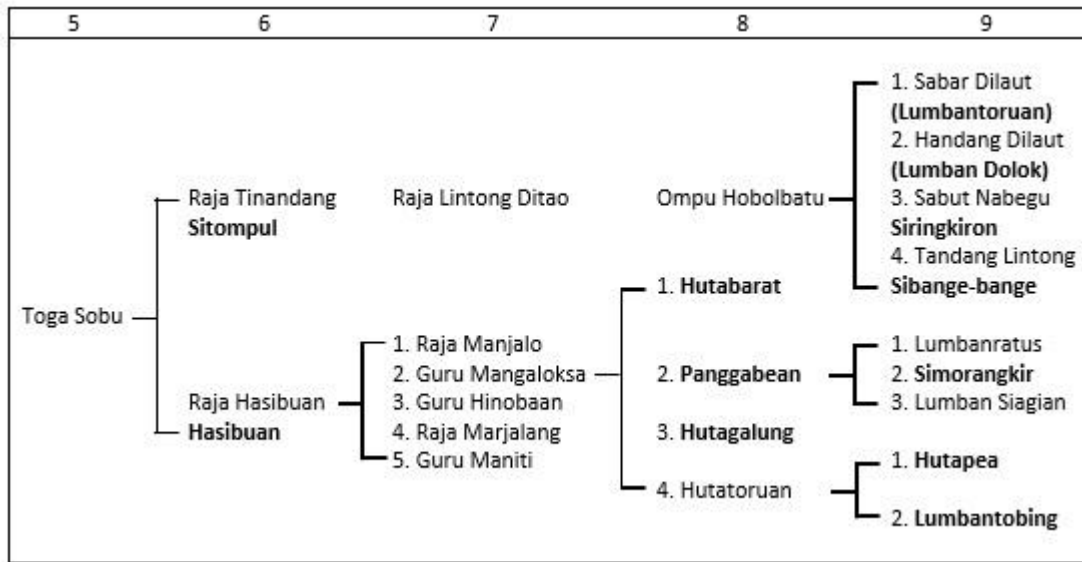 5 6 7 8 9
1. Sabar Dilaut
(Lumbantoruan)
2. Handang Dilaut
(Lumban Dolok)
Raja Tinandang Raja Lintong Ditao Ompu Hobolbatu 3. Sabut Nabegu
Sitompul Siringkiron
4. Tandang Lintong
1. Hutabarat Sibange-bange
Toga Sobu
1. Raja Manjalo 1. Lumbanratus
2. Guru Mangaloksa 2. Panggabean 2. Simorangkir
Raja Hasibuan 3. Guru Hinobaan 3. Lumban Siagian
Hasibuan 4. Raja Marjalang 3. Hutagalung
5. Guru Maniti 1. Hutapea
4. Hutatoruan
2. Lumbantobing